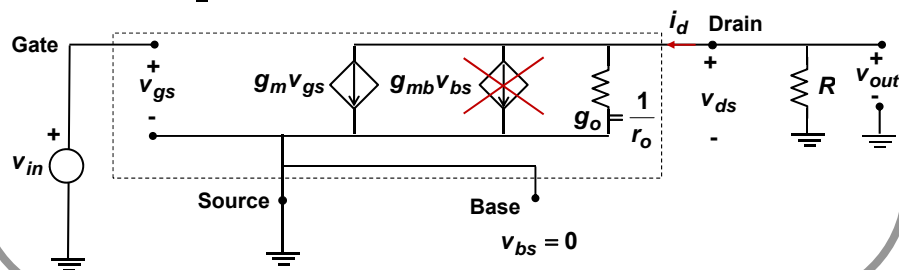 i_d
Drain
Gate
+
v_gs
-
g_m v_gs
g_mb v_bs
g_o = 1/r_o
+
v_ds
-
R
+
v_out
-
+
v_in
Source
Base
v_bs = 0